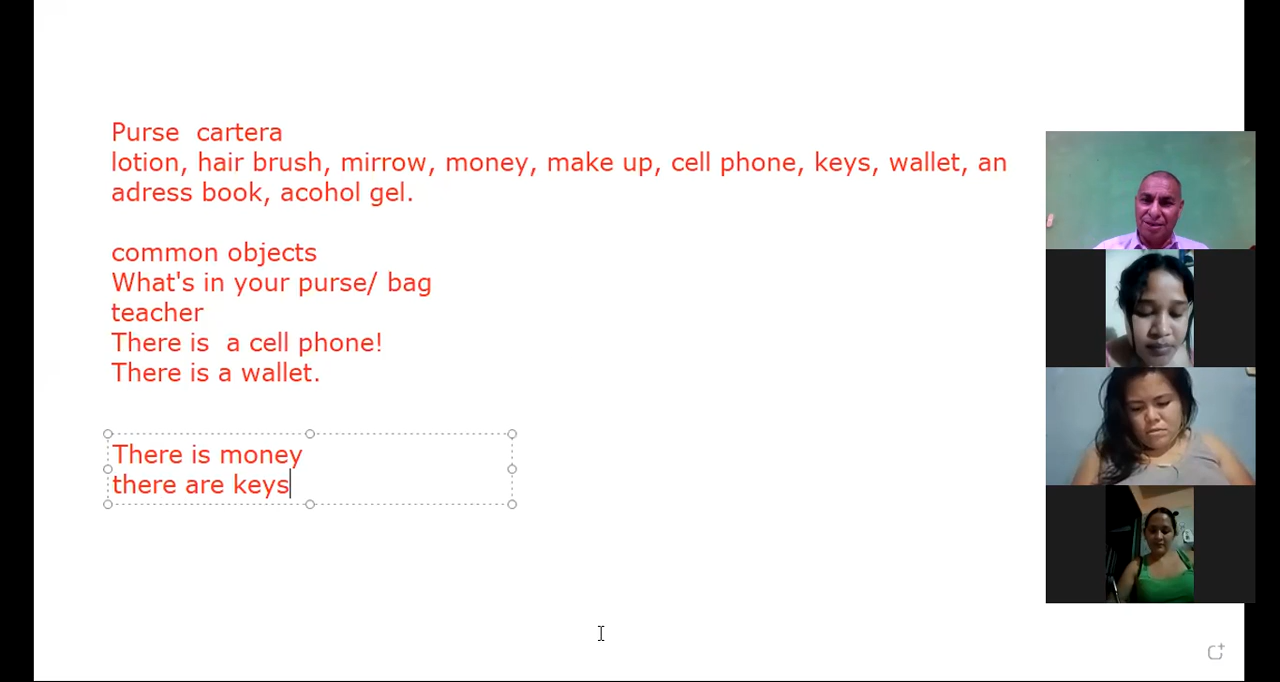 Purse  cartera
lotion, hair brush, mirrow, money, make up, cell phone, keys, wallet, an
adress book, acohol gel.
common objects
What's in your purse/ bag
teacher
There is  a cell phone!
There is a wallet.
There is money
there are keys